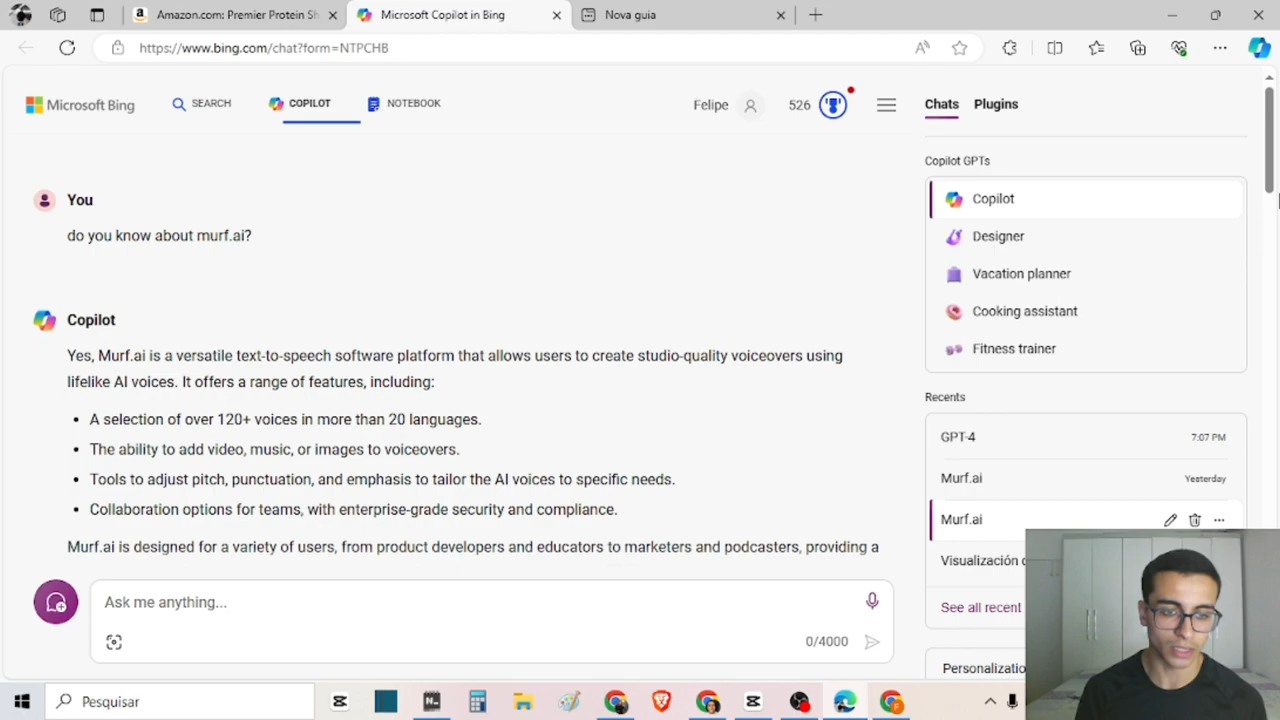 Amazon.com: Premier Protein Sh
Microsoft Copilot in Bing
Nova guia
https://www.bing.com/chat?form=NTPCHB
Microsoft Bing
SEARCH
COPILOT
NOTEBOOK
Felipe
526
Chats
Plugins
You
do you know about murf.ai?
Copilot
Yes, Murf.ai is a versatile text-to-speech software platform that allows users to create studio-quality voiceovers using
lifelike AI voices. It offers a range of features, including:
• A selection of over 120+ voices in more than 20 languages.
• The ability to add video, music, or images to voiceovers.
• Tools to adjust pitch, punctuation, and emphasis to tailor the AI voices to specific needs.
• Collaboration options for teams, with enterprise-grade security and compliance.
Murf.ai is designed for a variety of users, from product developers and educators to marketers and podcasters, providing a
Ask me anything...
0/4000
Copilot GPTs
Copilot
Designer
Vacation planner
Cooking assistant
Fitness trainer
Recents
GPT-4
7:07 PM
Murf.ai
Yesterday
Murf.ai
Visualización
See all recent
Personalizatio
Pesquisar